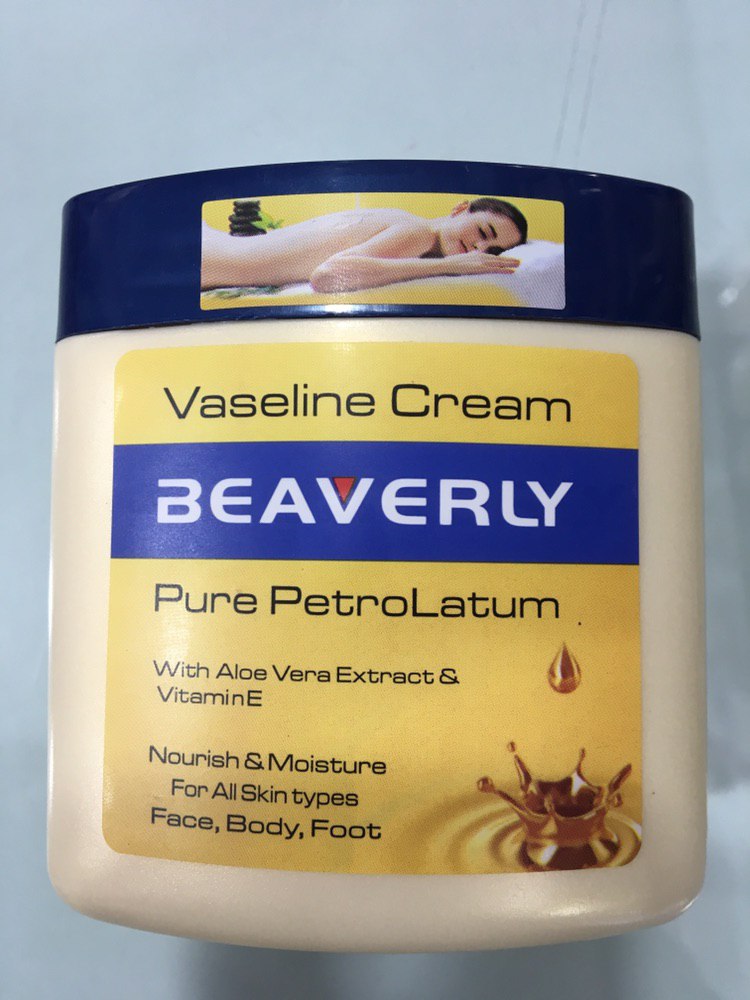 Vaseline Cream
BEAVERLY
Pure PetroLatum
With Aloe Vera Extract &
VitaminE
Nourish & Moisture
For All Skin types
Face, Body, Foot